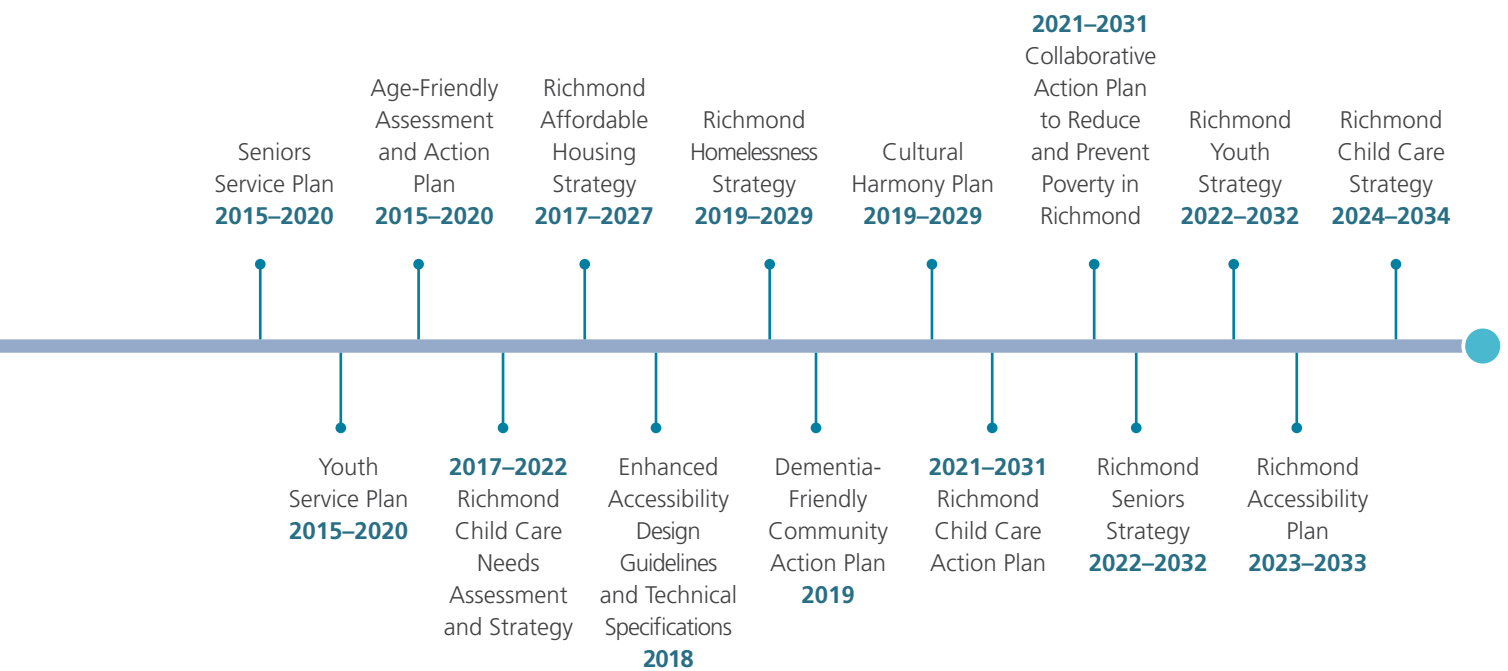 Seniors
Service Plan
2015–2020
Age-Friendly
Assessment
and Action
Plan
2015–2020
Richmond
Affordable
Housing
Strategy
2017–2027
Richmond
Homelessness
Strategy
2019–2029
Cultural
Harmony Plan
2019–2029
2021–2031
Collaborative
Action Plan
to Reduce
and Prevent
Poverty in
Richmond
Richmond
Youth
Strategy
2022–2032
Richmond
Child Care
Strategy
2024–2034
Youth
Service Plan
2015–2020
2017–2022
Richmond
Child Care
Needs
Assessment
and Strategy
Enhanced
Accessibility
Design
Guidelines
and Technical
Specifications
2018
Dementia-
Friendly
Community
Action Plan
2019
2021–2031
Richmond
Child Care
Action Plan
Richmond
Seniors
Strategy
2022–2032
Richmond
Accessibility
Plan
2023–2033